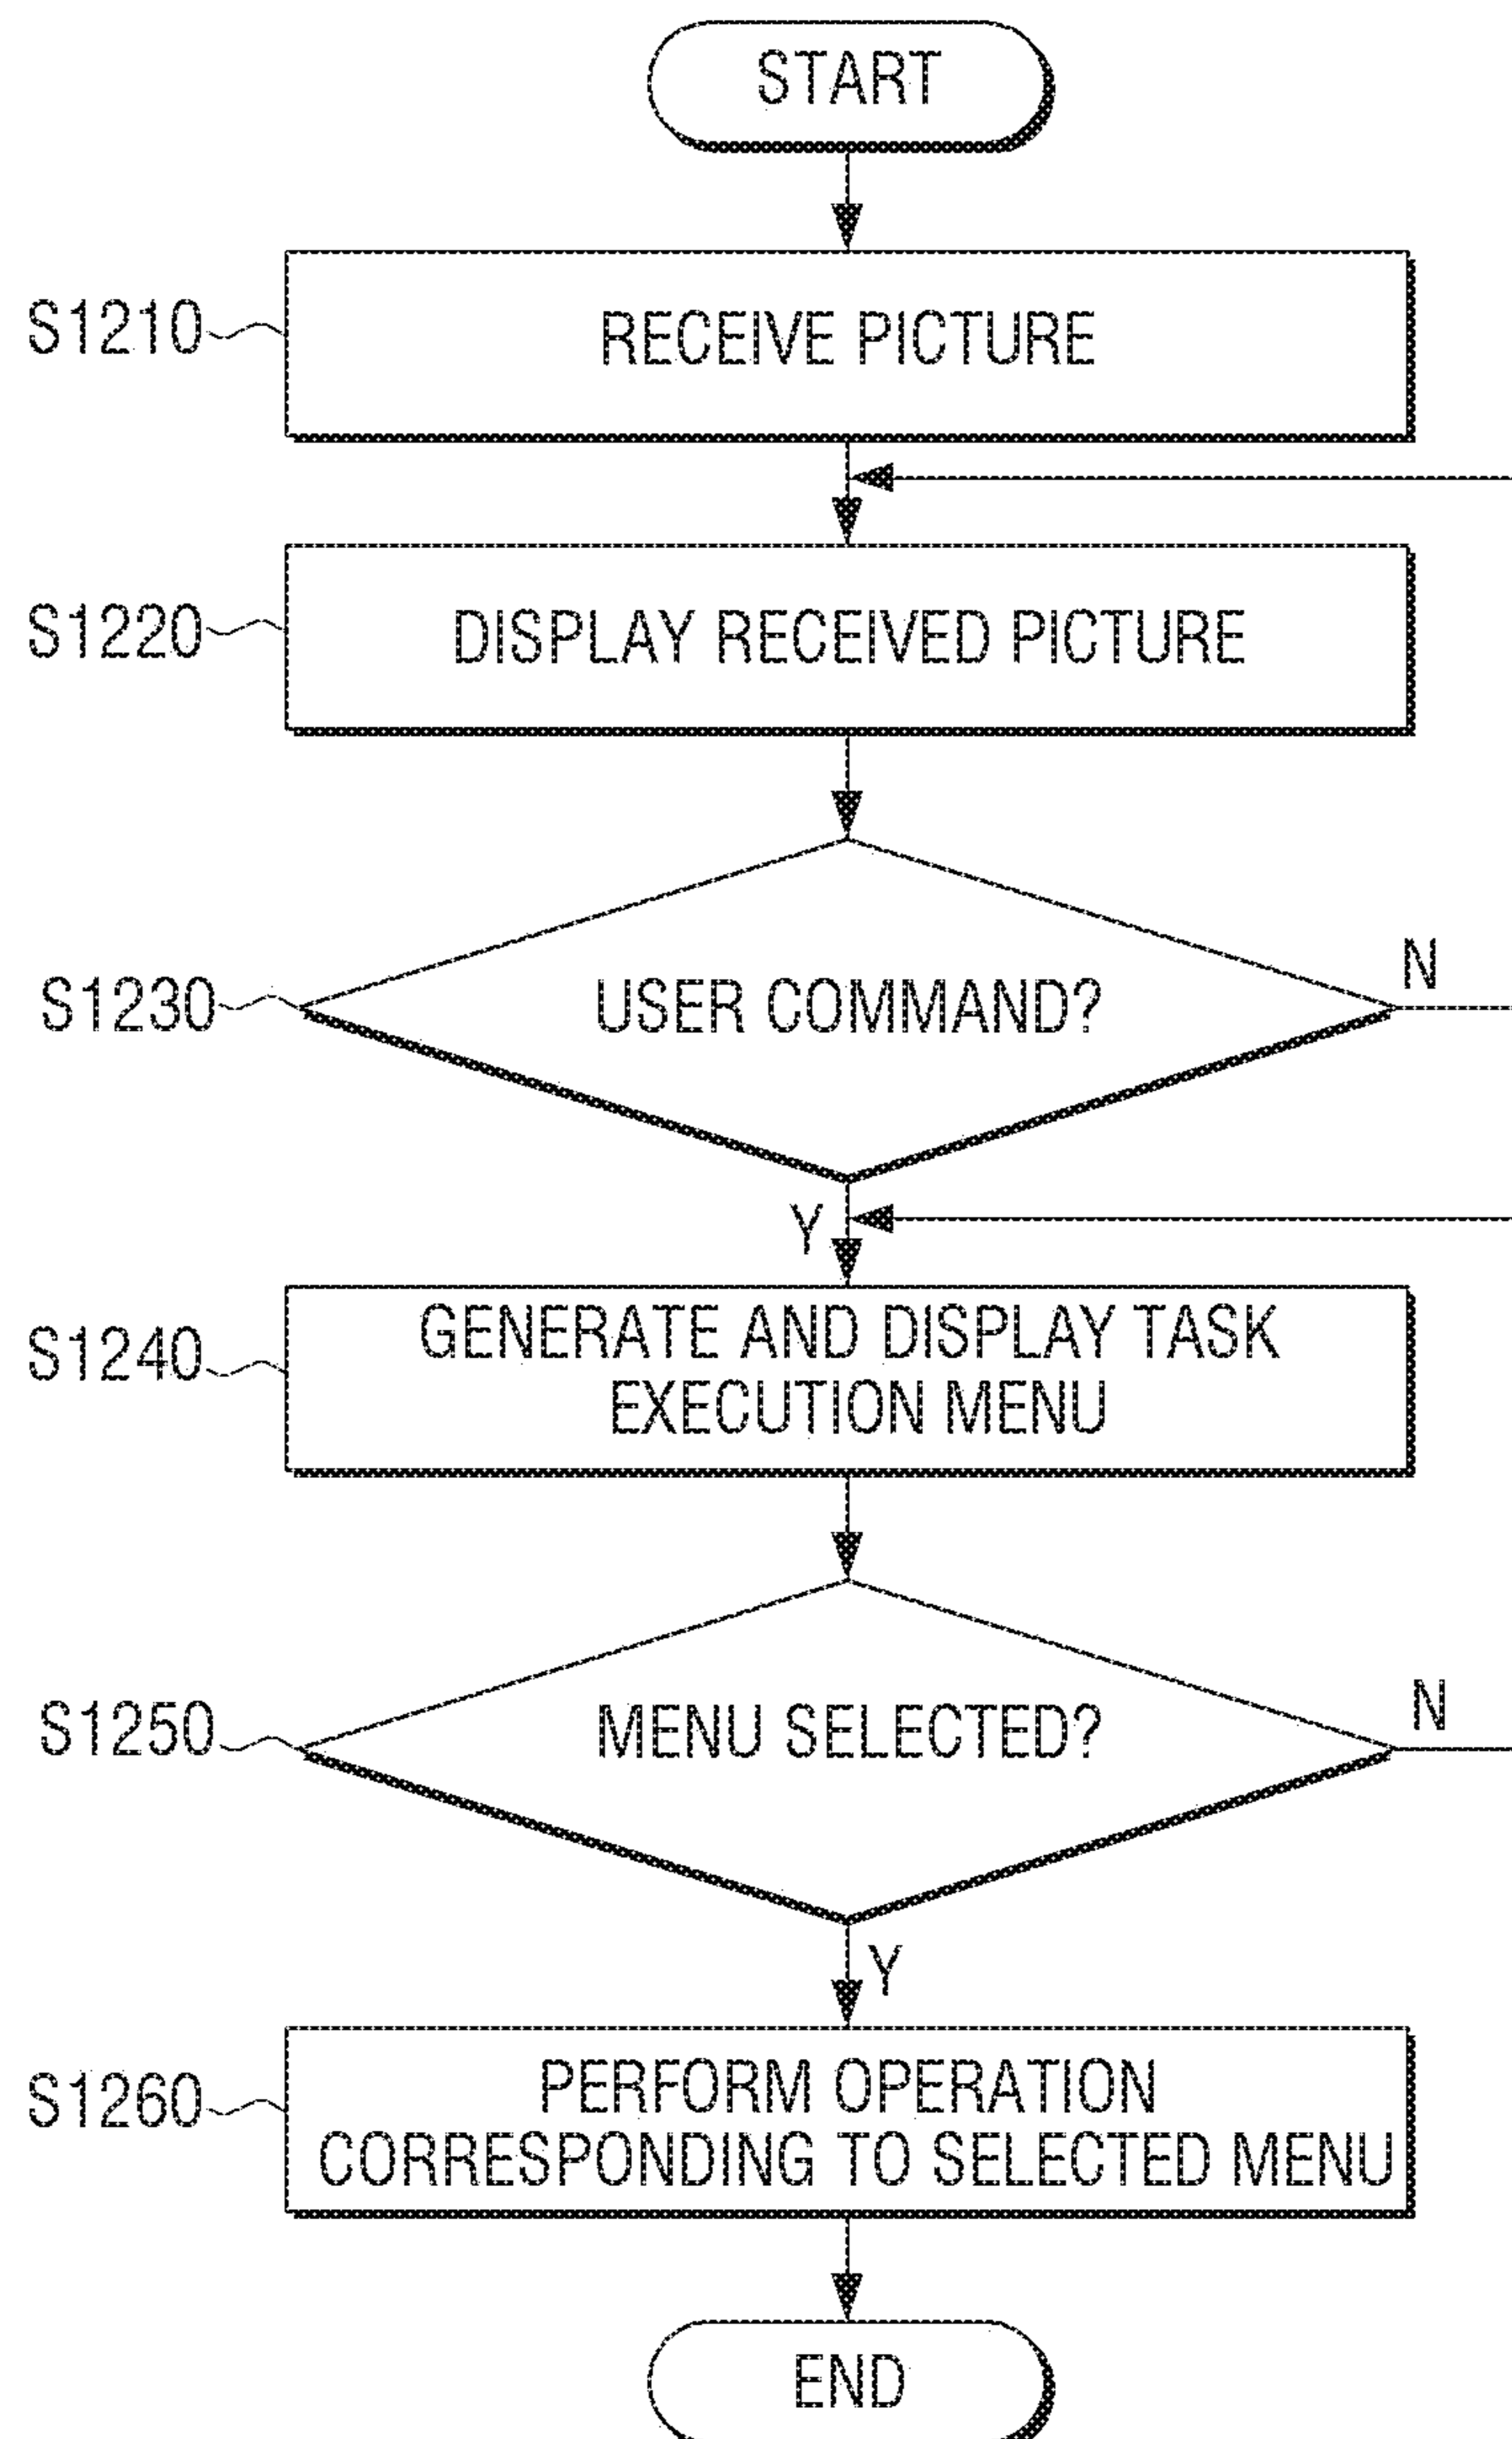 START
S1210
RECEIVE PICTURE
S1220
DISPLAY RECEIVED PICTURE
S1230
USER COMMAND?
N
Y
S1240
GENERATE AND DISPLAY TASK
EXECUTION MENU
S1250
MENU SELECTED?
N
Y
S1260
PERFORM OPERATION
CORRESPONDING TO SELECTED MENU
END